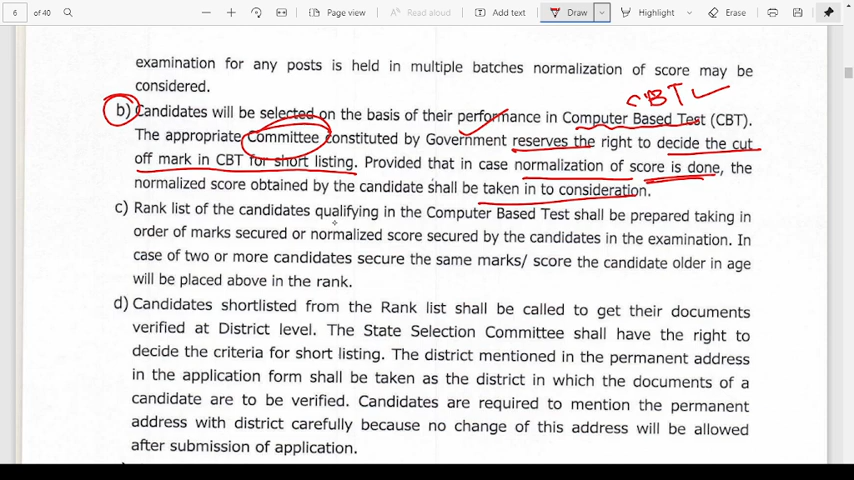 6 of 40 Page view Read aloud Add text Draw Highlight Erase
examination for any posts is held in multiple batches normalization of score may be
considered.
CBT
b) Candidates will be selected on the basis of their performance in Computer Based Test (CBT).
The appropriate Committee constituted by Government reserves the right to decide the cut
off mark in CBT for short listing. Provided that in case normalization of score is done, the
normalized score obtained by the candidate shall be taken in to consideration.
c) Rank list of the candidates qualifying in the Computer Based Test shall be prepared taking in
order of marks secured or normalized score secured by the candidates in the examination. In
case of two or more candidates secure the same marks/ score the candidate older in age
will be placed above in the rank.
d) Candidates shortlisted from the Rank list shall be called to get their documents
verified at District level. The State Selection Committee shall have the right to
decide the criteria for short listing. The district mentioned in the permanent address
in the application form shall be taken as the district in which the documents of a
candidate are to be verified. Candidates are required to mention the permanent
address with district carefully because no change of this address will be allowed
after submission of application.